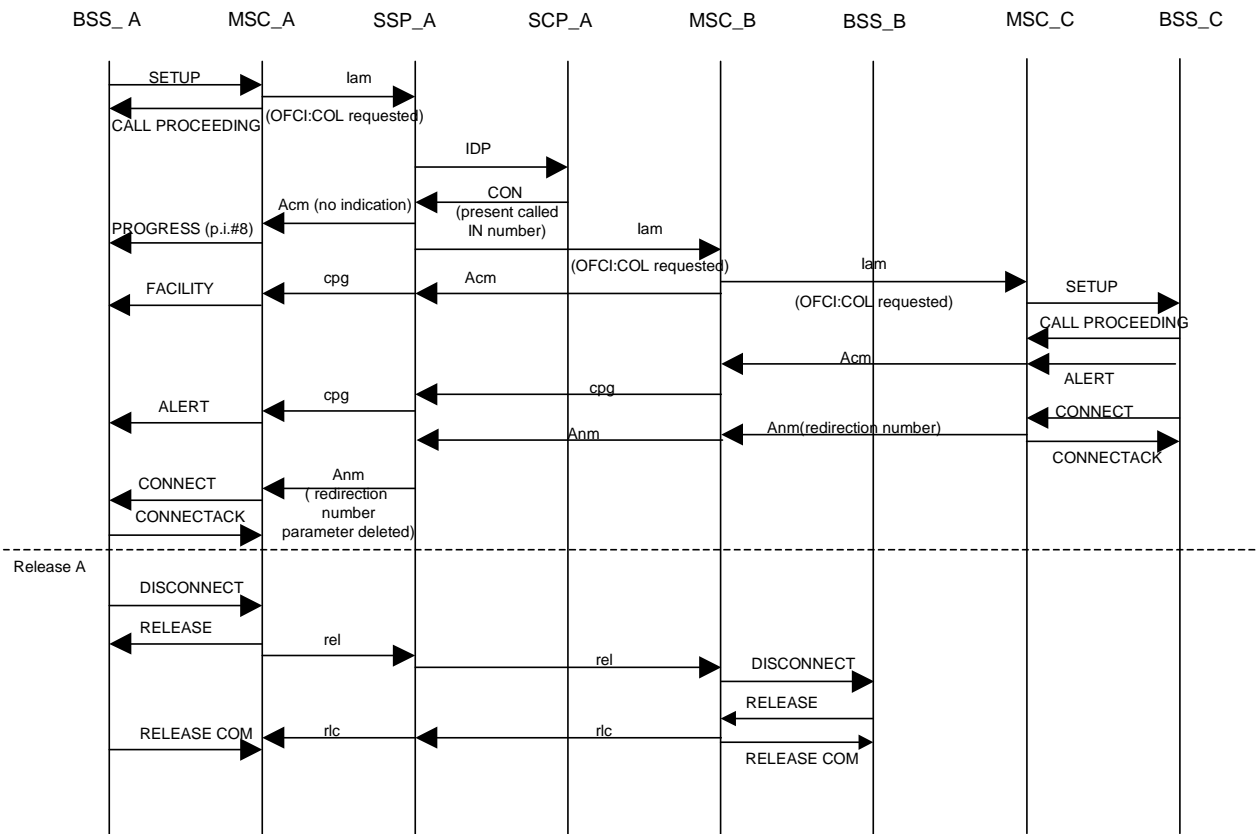 BSS_ A MSC_A SSP_A SCP_A MSC_B BSS_B MSC_C BSS_C
SETUP Iam
CALL PROCEEDING (OFCI:COL requested)
IDP
CON
Acm (no indication) (present called
IN number)
PROGRESS (p.i.#8) Iam
(OFCI:COL requested) Iam
FACILITY cpg Acm SETUP
(OFCI:COL requested)
CALL PROCEEDING
Acm
ALERT
cpg cpg
ALERT CONNECT
Anm Anm(redirection number)
CONNECTACK
CONNECT Anm
( redirection
number
parameter deleted)
CONNECTACK
Release A
DISCONNECT
RELEASE rel
rel DISCONNECT
RELEASE
RELEASE COM rlc rlc
RELEASE COM